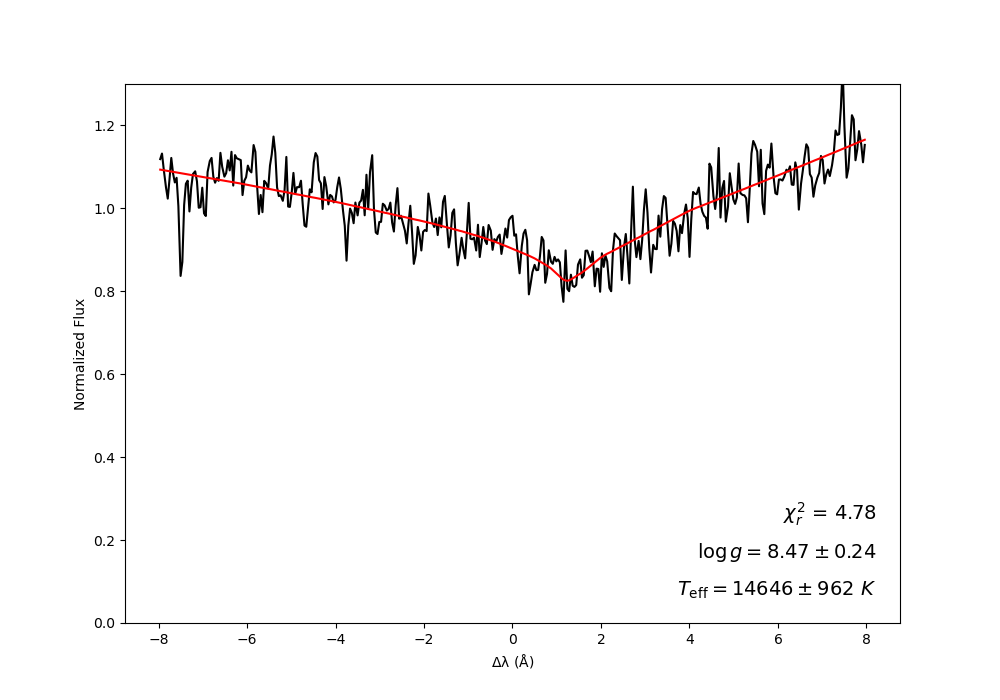 1.2
1.0
0.8
0.6
0.4
0.2
0.0
Normalized Flux
χ²ᵣ = 4.78
log g = 8.47 ± 0.24
T_eff = 14646 ± 962 K
−8 −6 −4 −2 0 2 4 6 8
Δλ (Å)